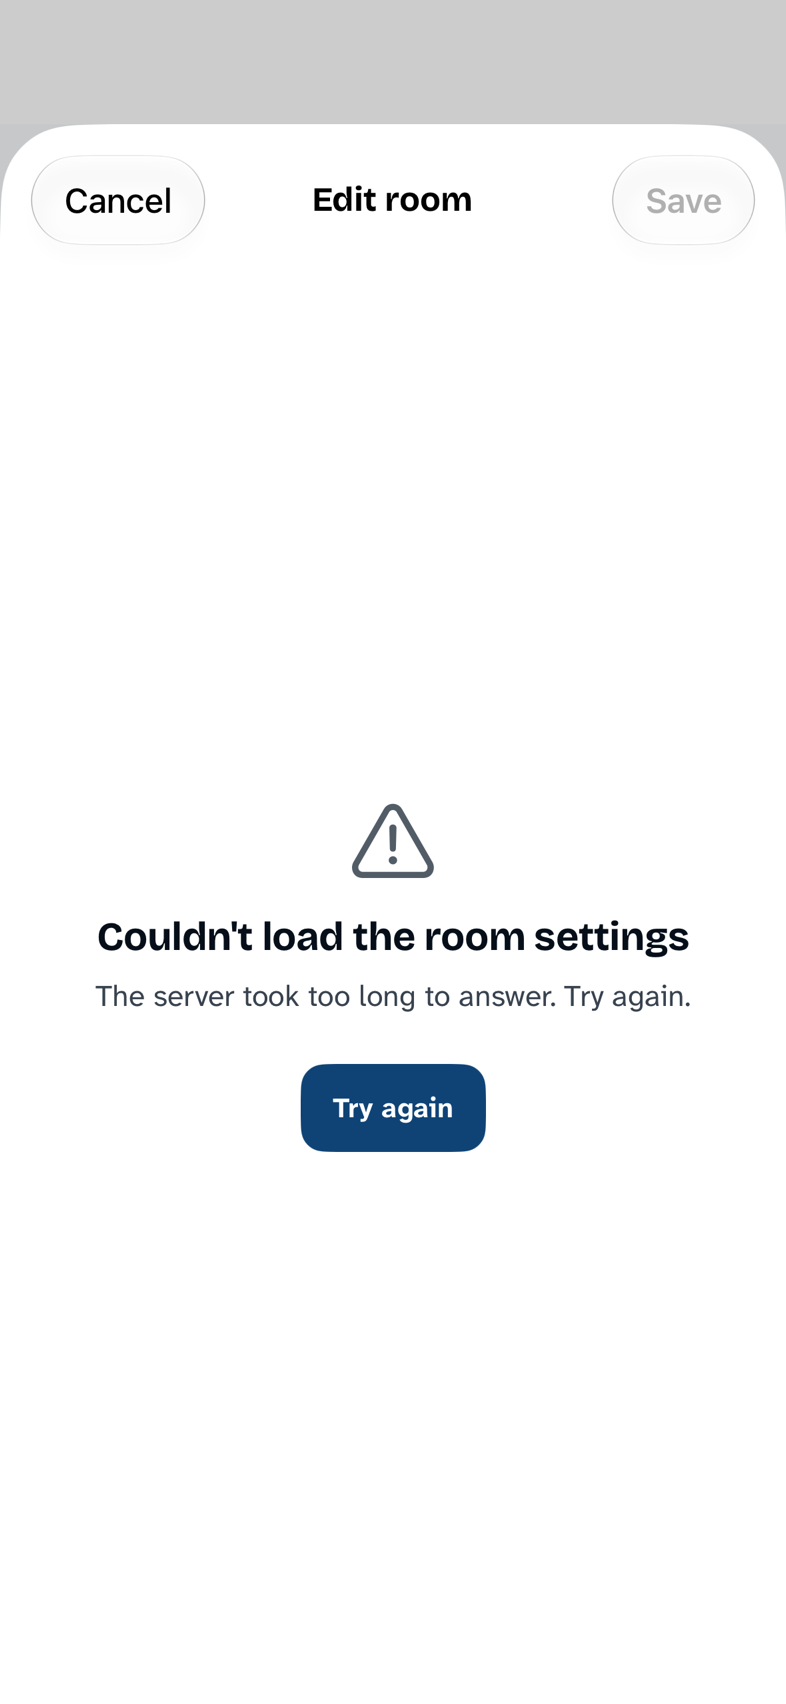 Cancel
Edit room
Save
Couldn't load the room settings
The server took too long to answer. Try again.
Try again